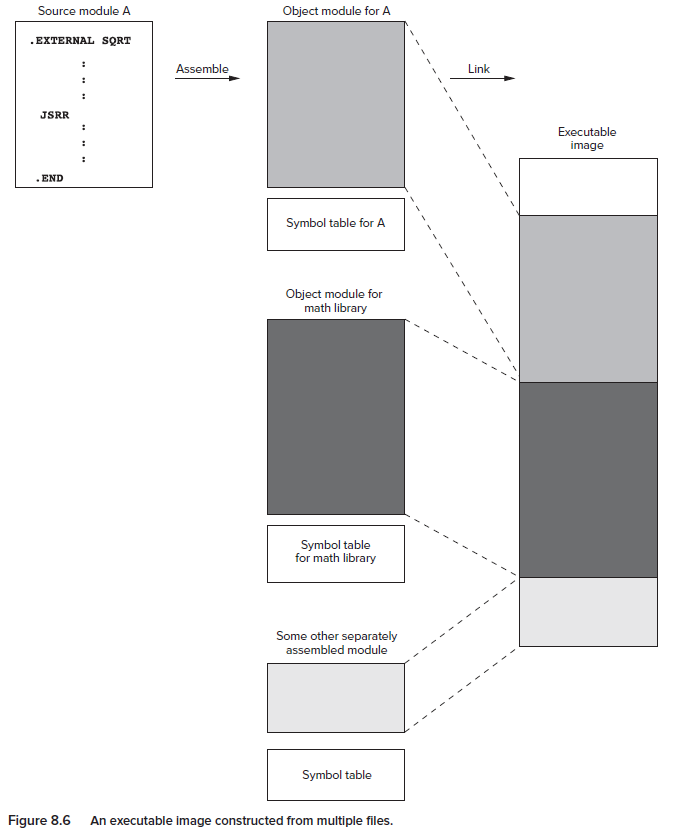 Source module A
.EXTERNAL SQRT
:
:
:
JSRR
:
:
:
.END
Assemble
Object module for A
Symbol table for A
Object module for
math library
Symbol table
for math library
Some other separately
assembled module
Symbol table
Link
Executable
image
Figure 8.6 An executable image constructed from multiple files.